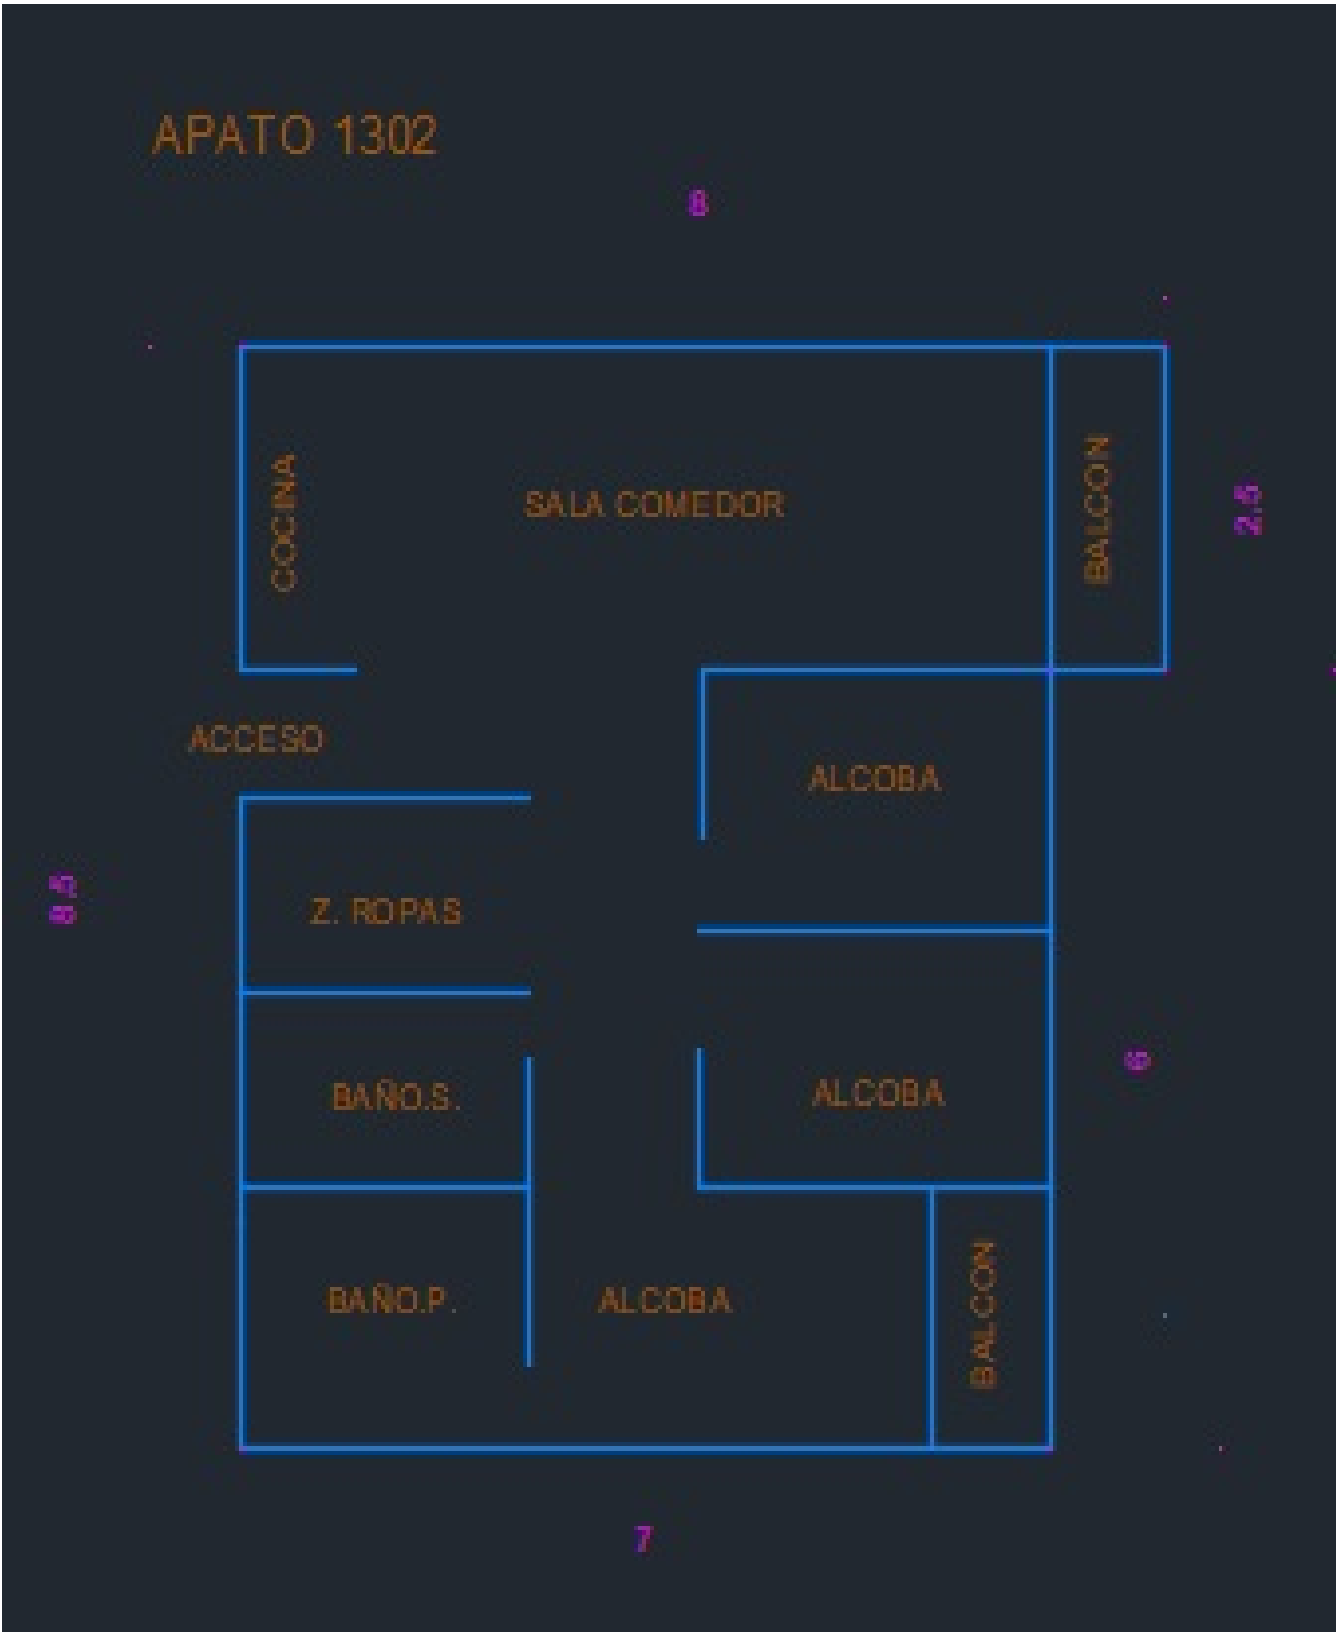 APATO 1302
8
COCINA
SALA COMEDOR
BALCON
2.5
ACCESO
ALCOBA
8.5
Z. ROPAS
BAÑO.S.
ALCOBA
6
BAÑO.P.
ALCOBA
BALCON
7